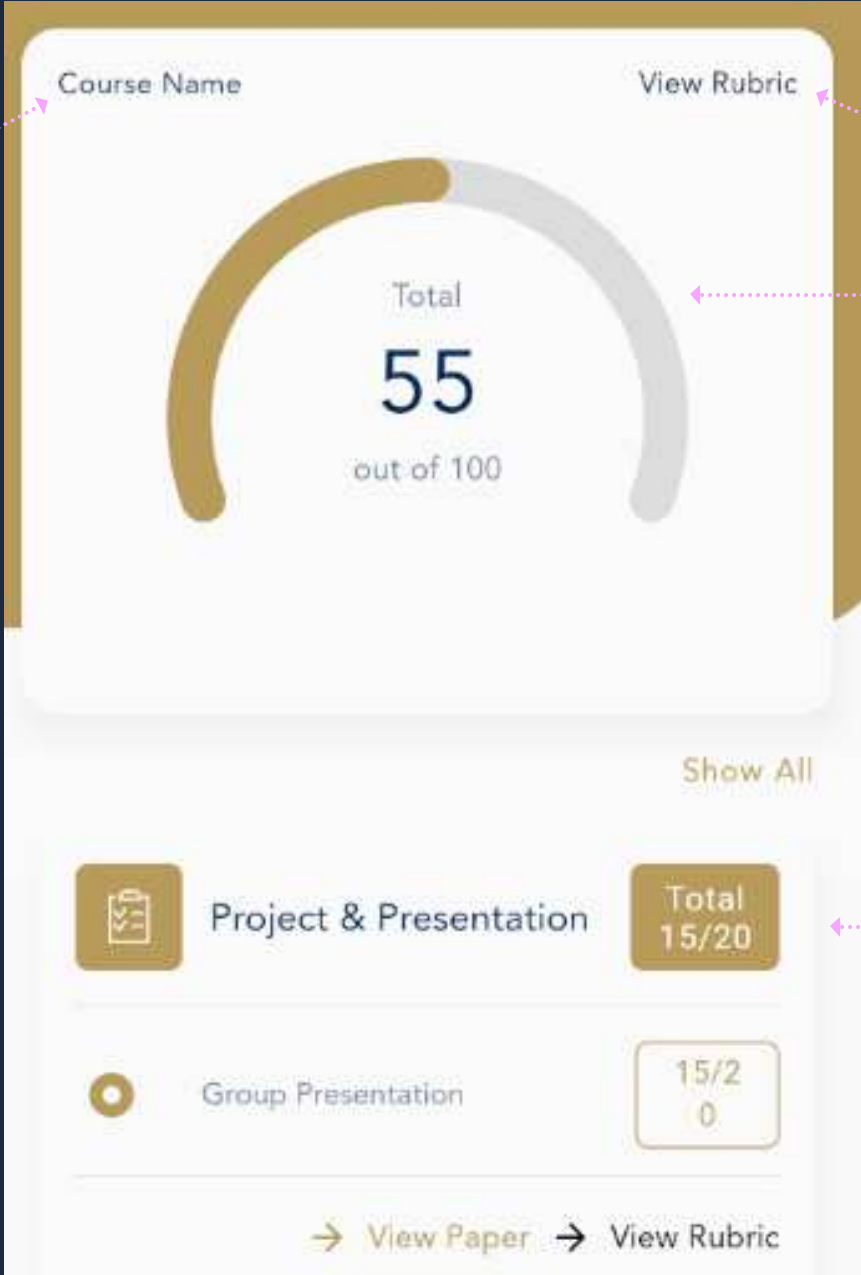 Course Name
View Rubric
Total
55
out of 100
Show All
Project & Presentation
Total
15/20
Group Presentation
15/2
0
→ View Paper → View Rubric